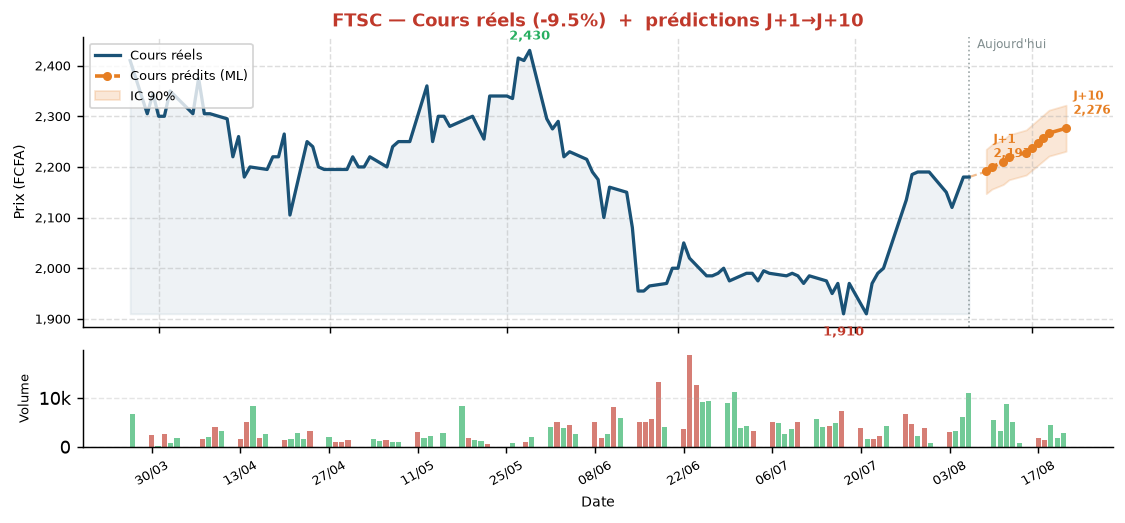 FTSC — Cours réels (-9.5%)  +  prédictions J+1→J+10
2,430
Aujourd'hui
Cours réels
Cours prédits (ML)
IC 90%
J+10
2,276
J+1
2,191
2,400
2,300
2,200
2,100
2,000
1,900
Prix (FCFA)
1,910
10k
0
Volume
30/03
13/04
27/04
11/05
25/05
08/06
22/06
06/07
20/07
03/08
17/08
Date